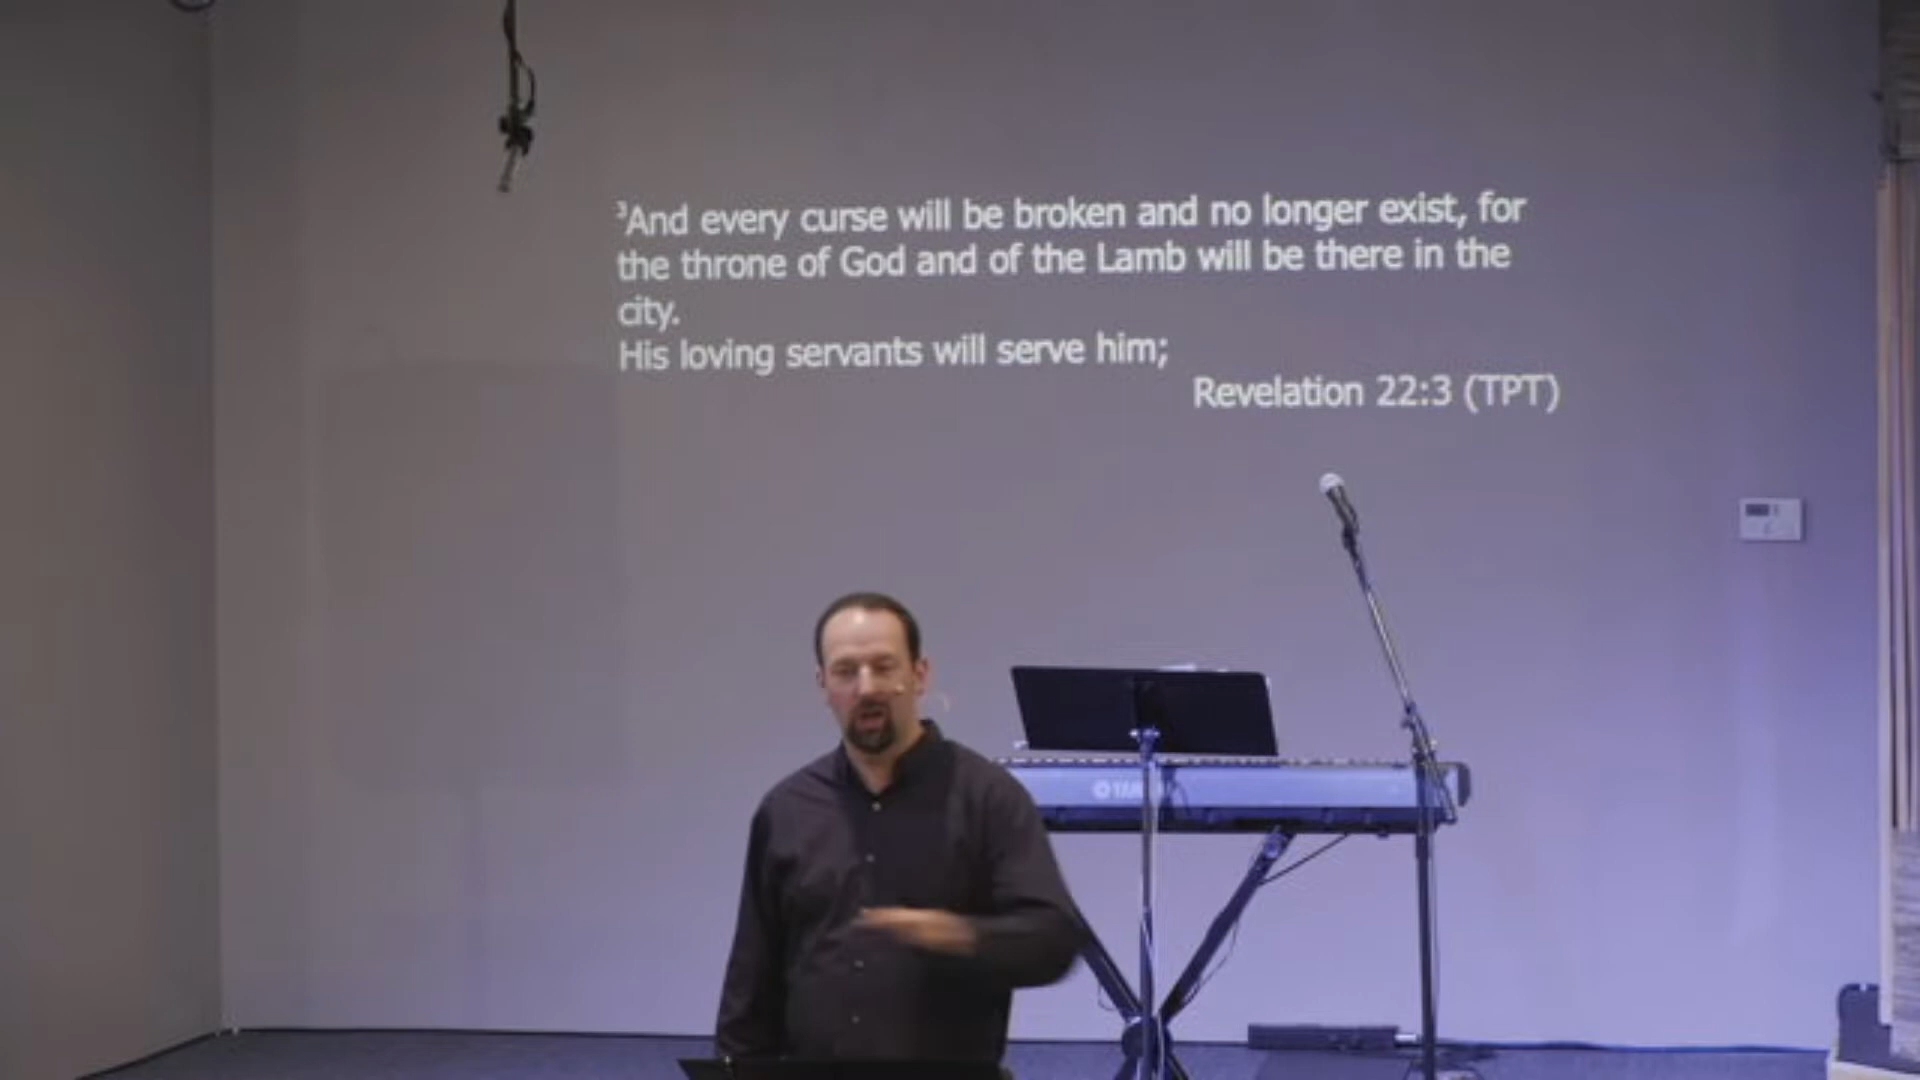 ³And every curse will be broken and no longer exist, for
the throne of God and of the Lamb will be there in the
city.
His loving servants will serve him;
Revelation 22:3 (TPT)